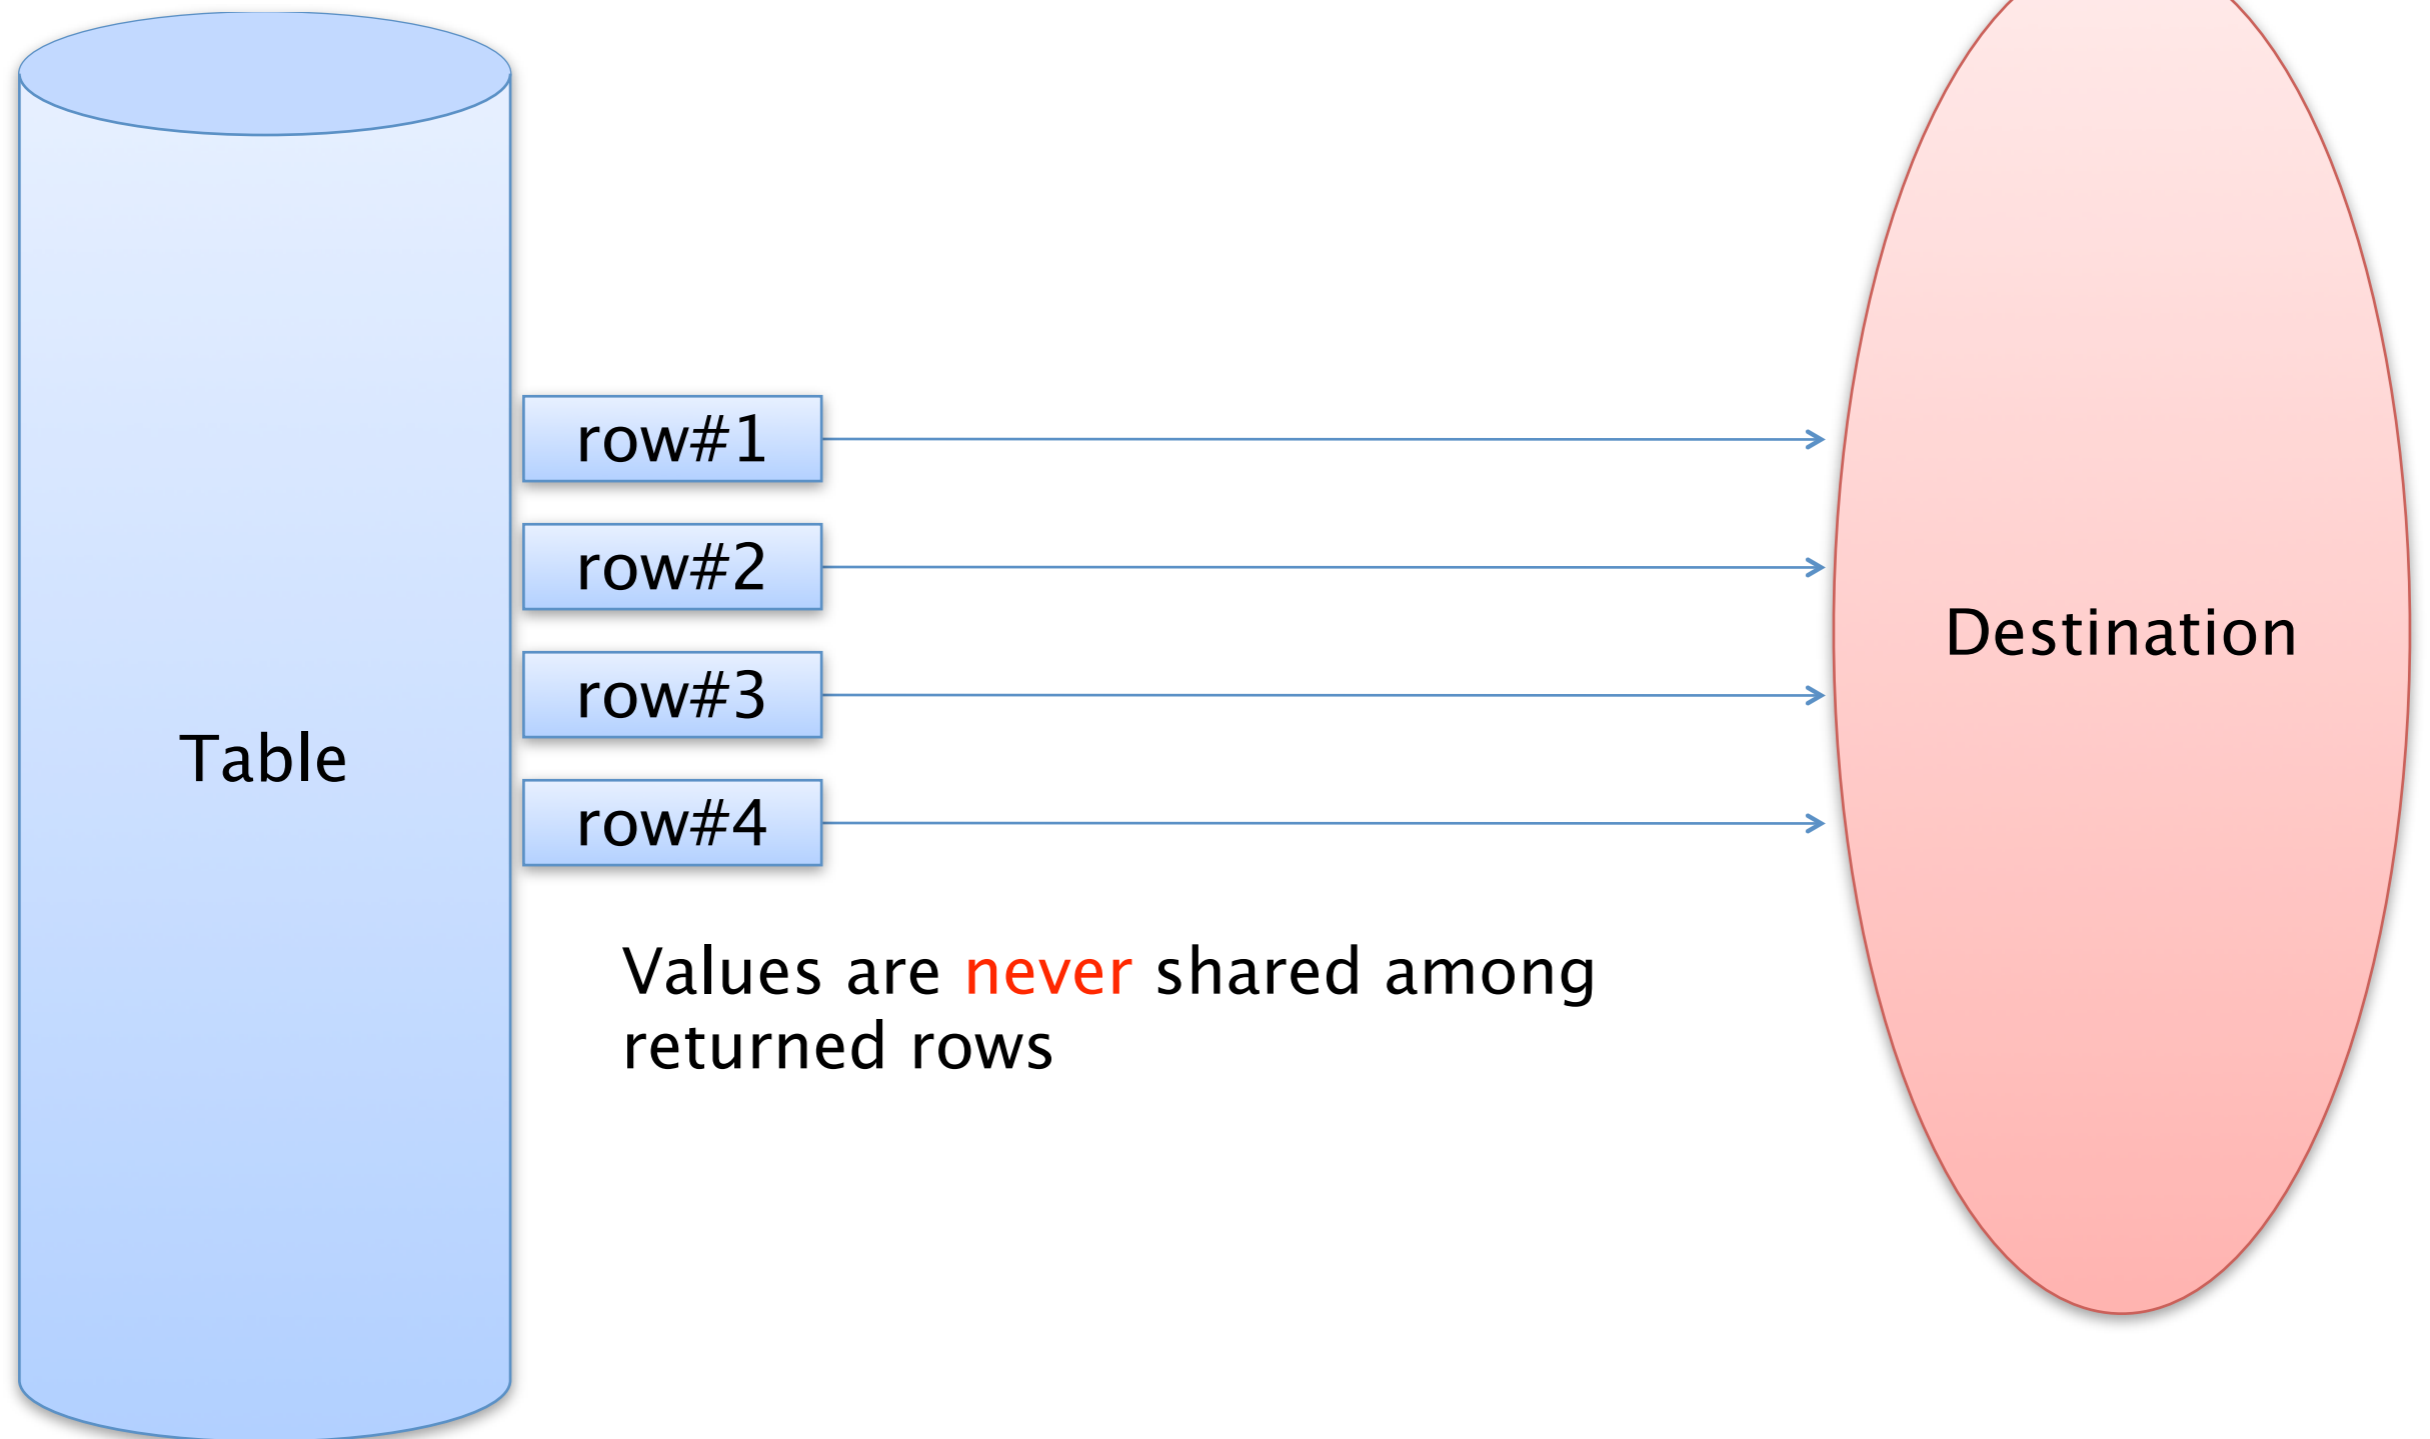 row#1
row#2
row#3
row#4
Table
Destination
Values are never shared among
returned rows